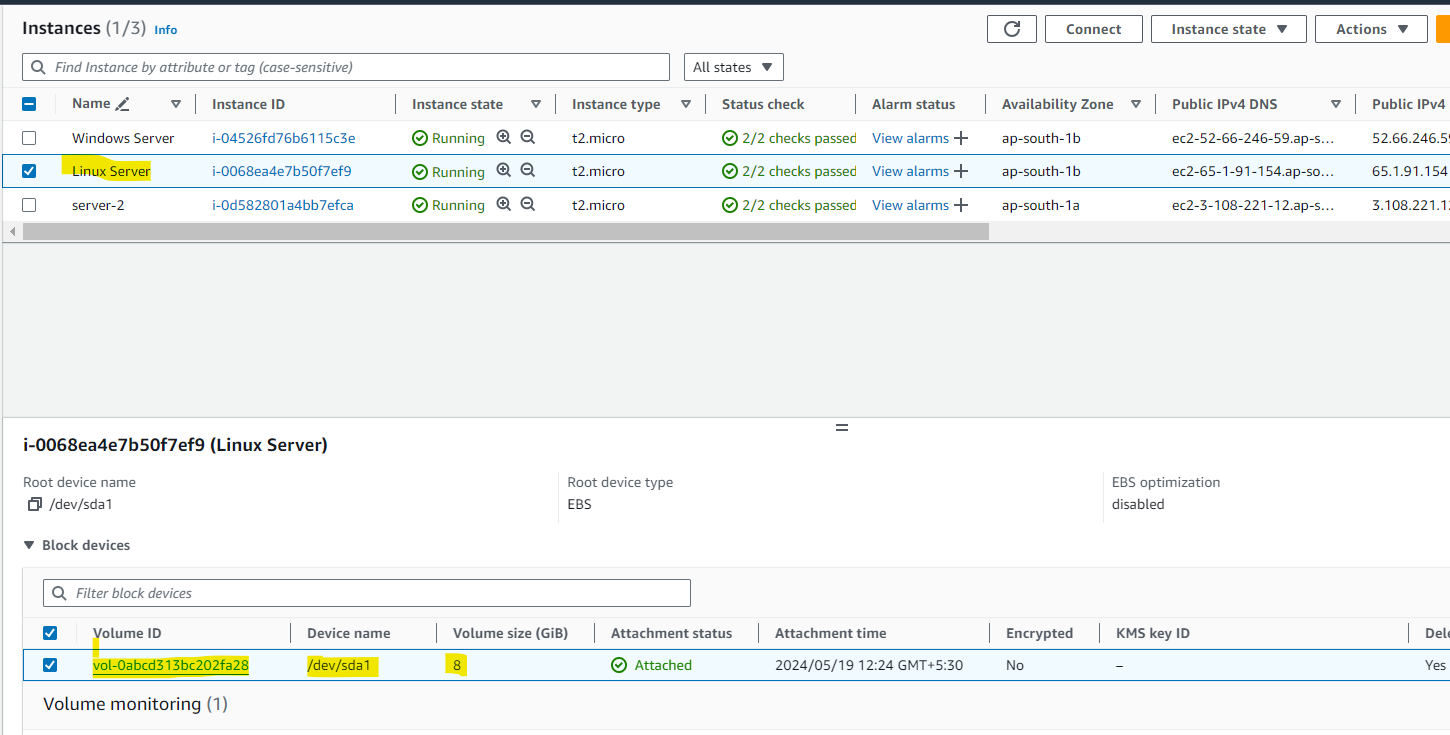 Instances (1/3) Info Connect Instance state Actions
Find Instance by attribute or tag (case-sensitive) All states
Name Instance ID Instance state Instance type Status check Alarm status Availability Zone Public IPv4 DNS Public IPv4
Windows Server i-04526fd76b6115c3e Running t2.micro 2/2 checks passed View alarms ap-south-1b ec2-52-66-246-59.ap-s... 52.66.246.59
Linux Server i-0068ea4e7b50f7ef9 Running t2.micro 2/2 checks passed View alarms ap-south-1b ec2-65-1-91-154.ap-so... 65.1.91.154
server-2 i-0d582801a4bb7efca Running t2.micro 2/2 checks passed View alarms ap-south-1a ec2-3-108-221-12.ap-s... 3.108.221.12
i-0068ea4e7b50f7ef9 (Linux Server)
Root device name Root device type EBS optimization
/dev/sda1 EBS disabled
Block devices
Filter block devices
Volume ID Device name Volume size (GiB) Attachment status Attachment time Encrypted KMS key ID Dele
vol-0abcd313bc202fa28 /dev/sda1 8 Attached 2024/05/19 12:24 GMT+5:30 No – Yes
Volume monitoring (1)